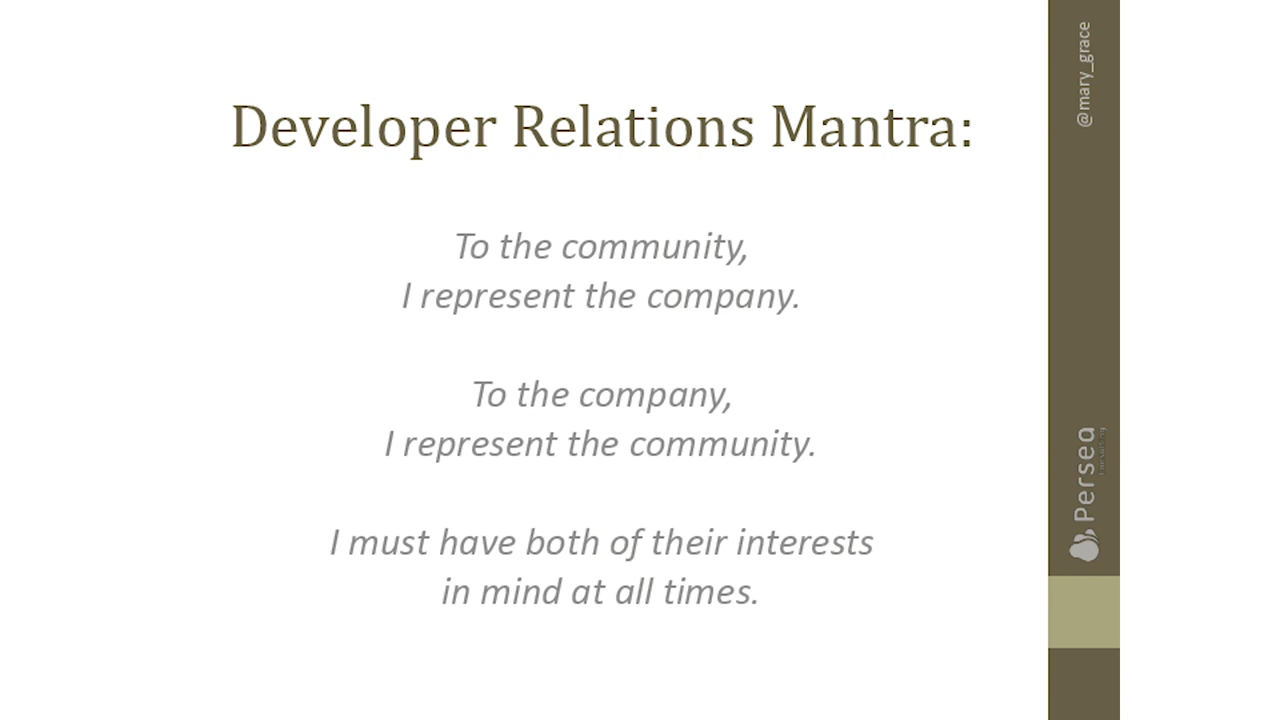 Developer Relations Mantra:
To the community,
I represent the company.
To the company,
I represent the community.
I must have both of their interests
in mind at all times.
@mary_grace
Persea